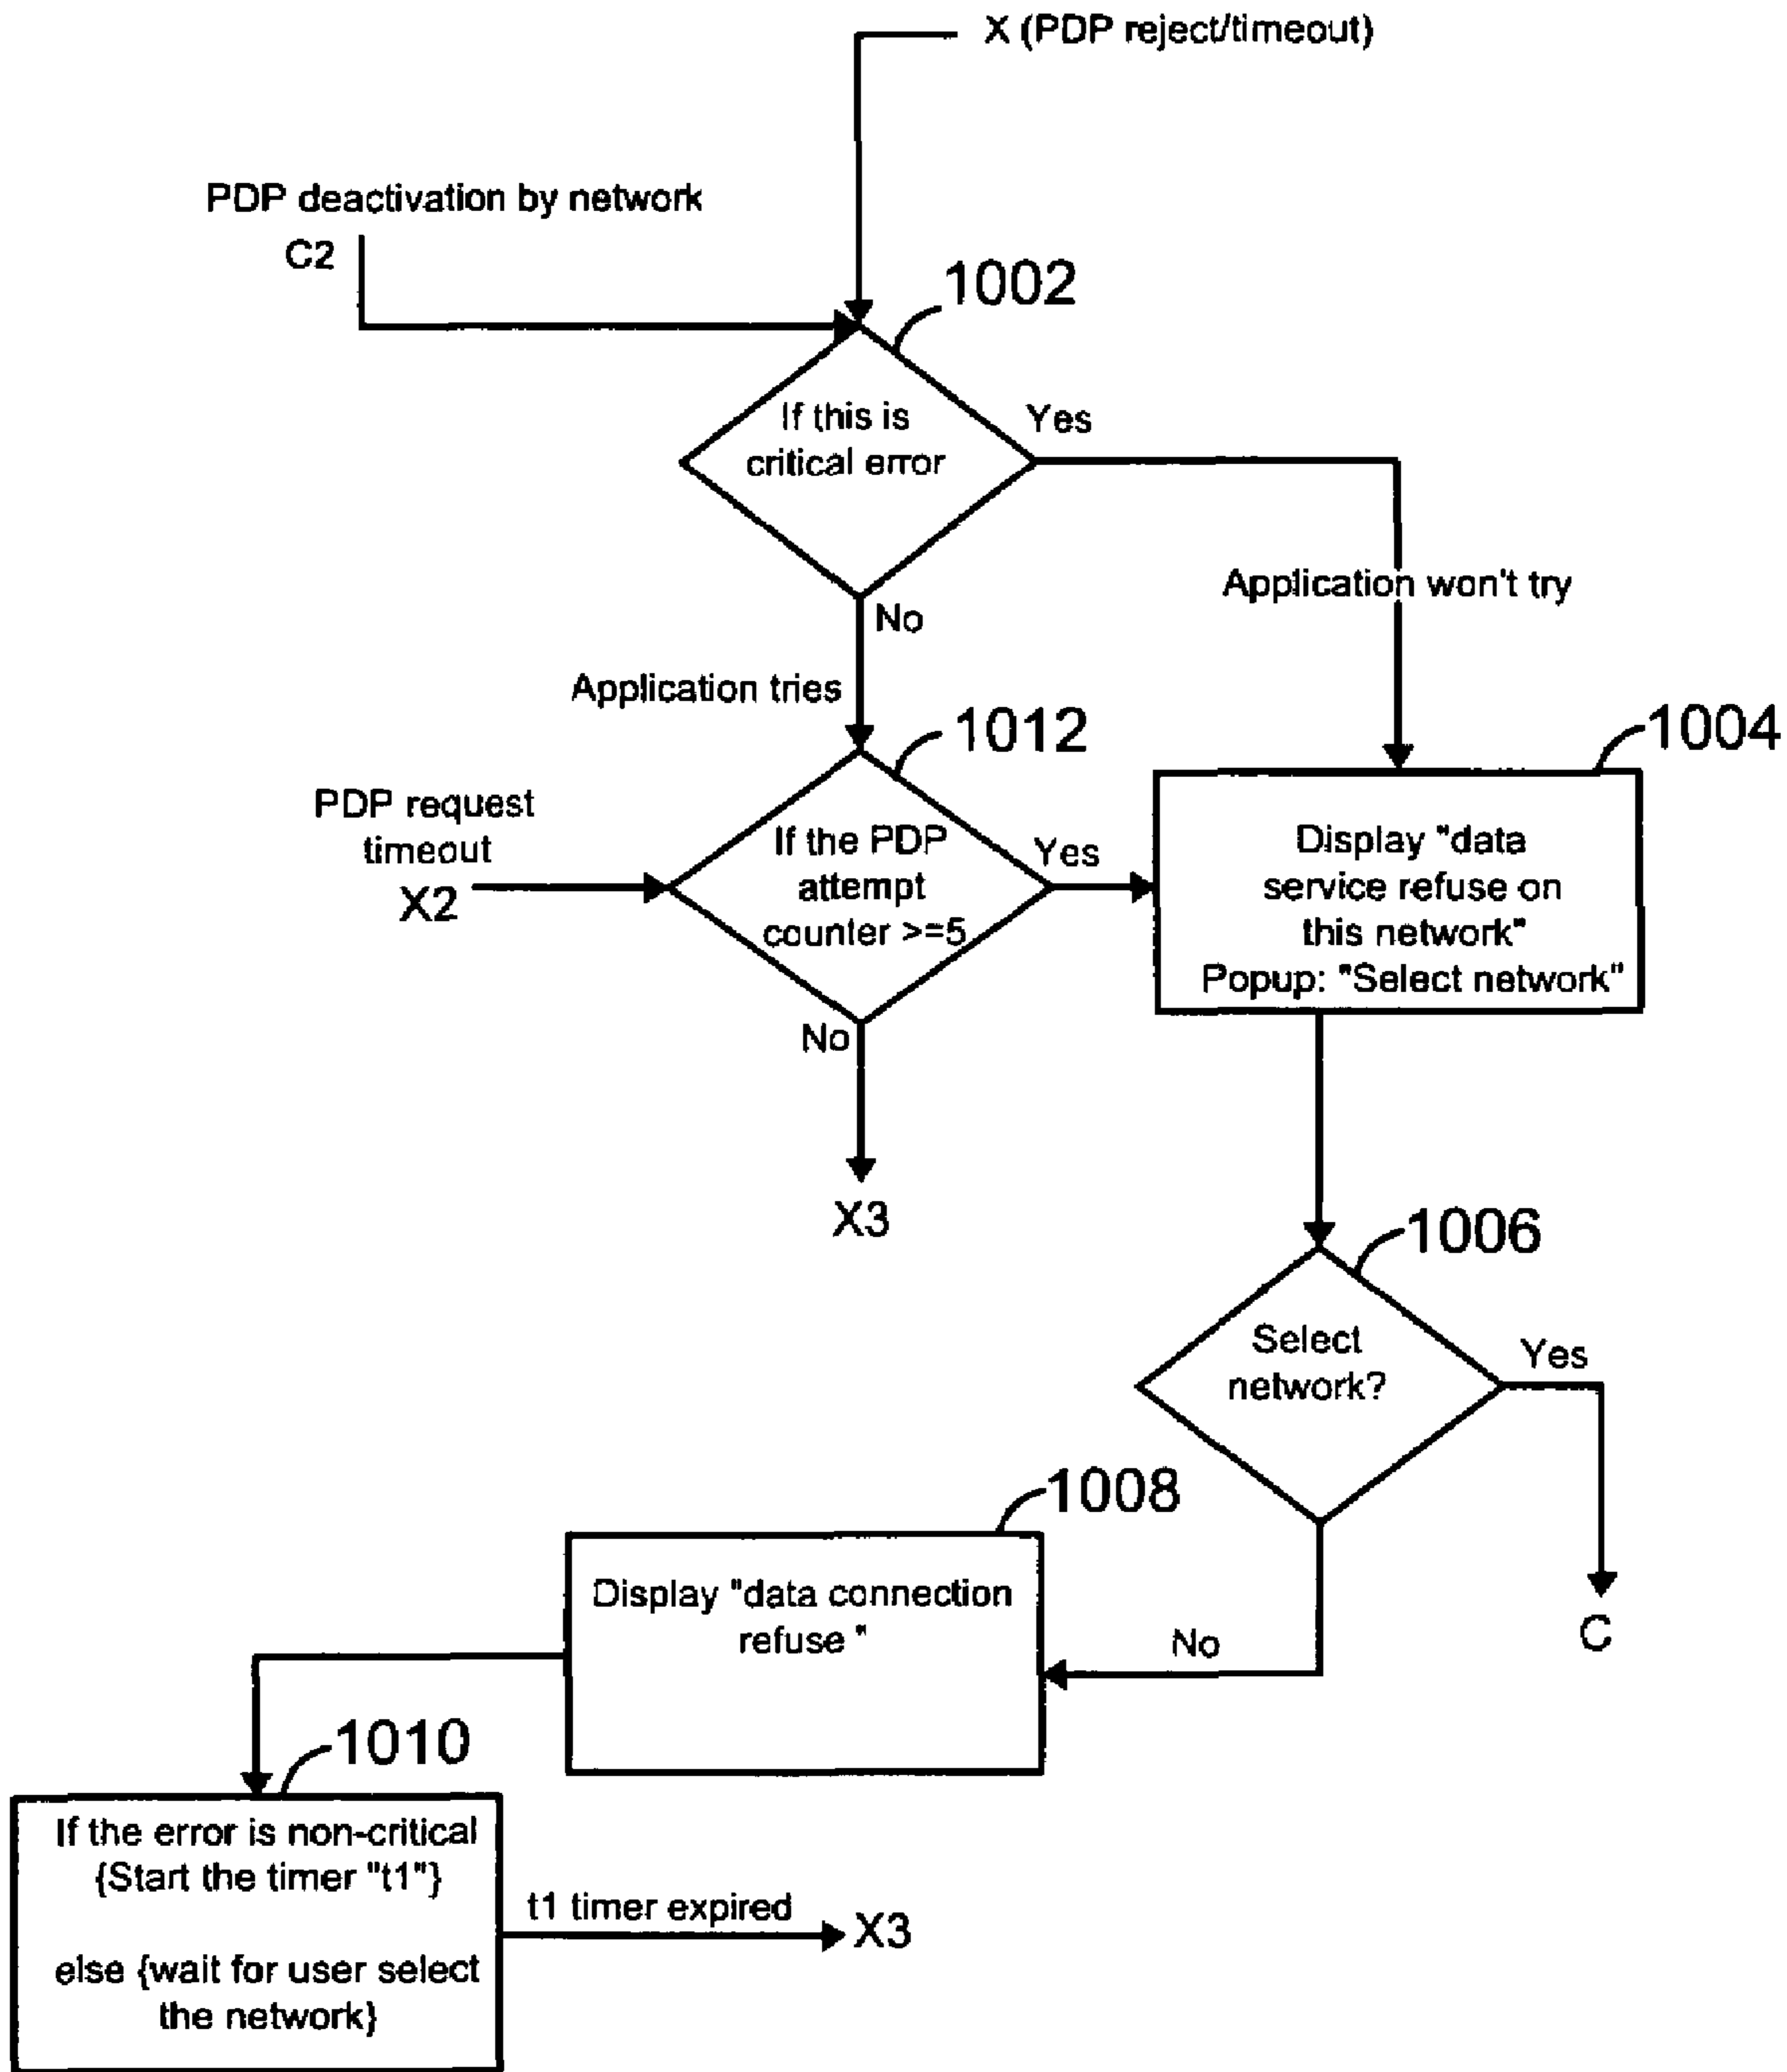 X (PDP reject/timeout)
PDP deactivation by network
C2
1002
If this is
critical error
Yes
Application won't try
No
Application tries
1012
1004
PDP request
timeout
X2
If the PDP
attempt
counter >=5
Yes
Display "data
service refuse on
this network"
Popup: "Select network"
No
X3
1006
Select
network?
Yes
C
1008
Display "data connection
refuse "
No
1010
If the error is non-critical
{Start the timer "t1"}
else {wait for user select
the network}
t1 timer expired
X3